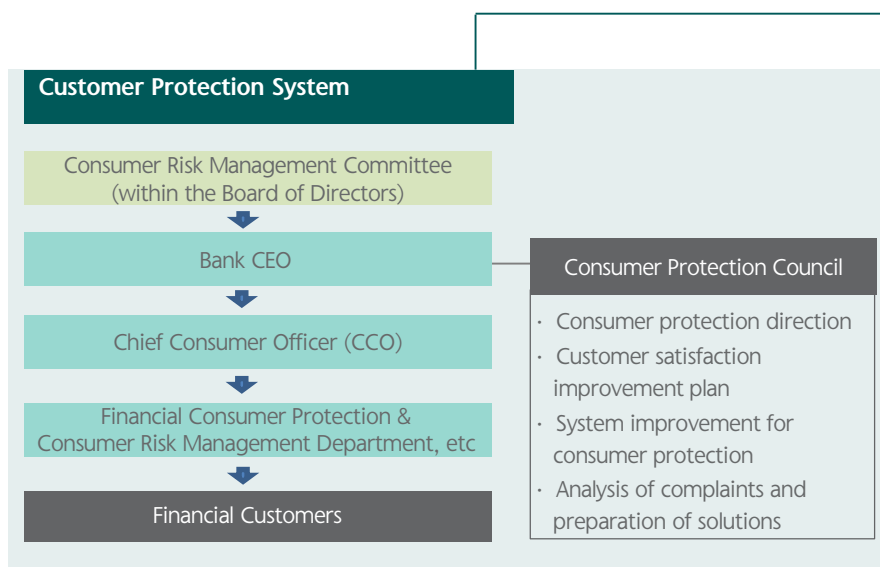 Customer Protection System
Consumer Risk Management Committee
(within the Board of Directors)
Bank CEO
Chief Consumer Officer (CCO)
Financial Consumer Protection &
Consumer Risk Management Department, etc
Financial Customers
Consumer Protection Council
· Consumer protection direction
· Customer satisfaction
improvement plan
· System improvement for
consumer protection
· Analysis of complaints and
preparation of solutions